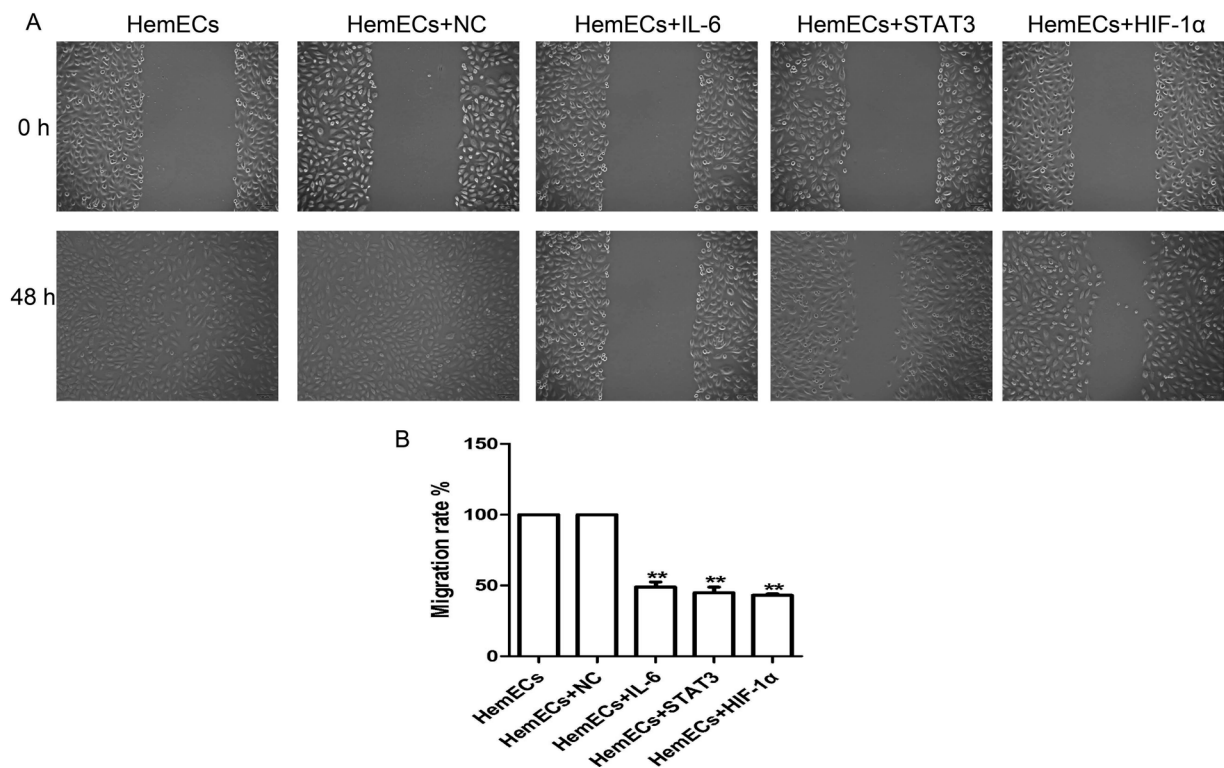 A
HemECs
HemECs+NC
HemECs+IL-6
HemECs+STAT3
HemECs+HIF-1α
0 h
48 h
B
150
100
50
0
Migration rate %
**
**
**
HemECs
HemECs+NC
HemECs+IL-6
HemECs+STAT3
HemECs+HIF-1α